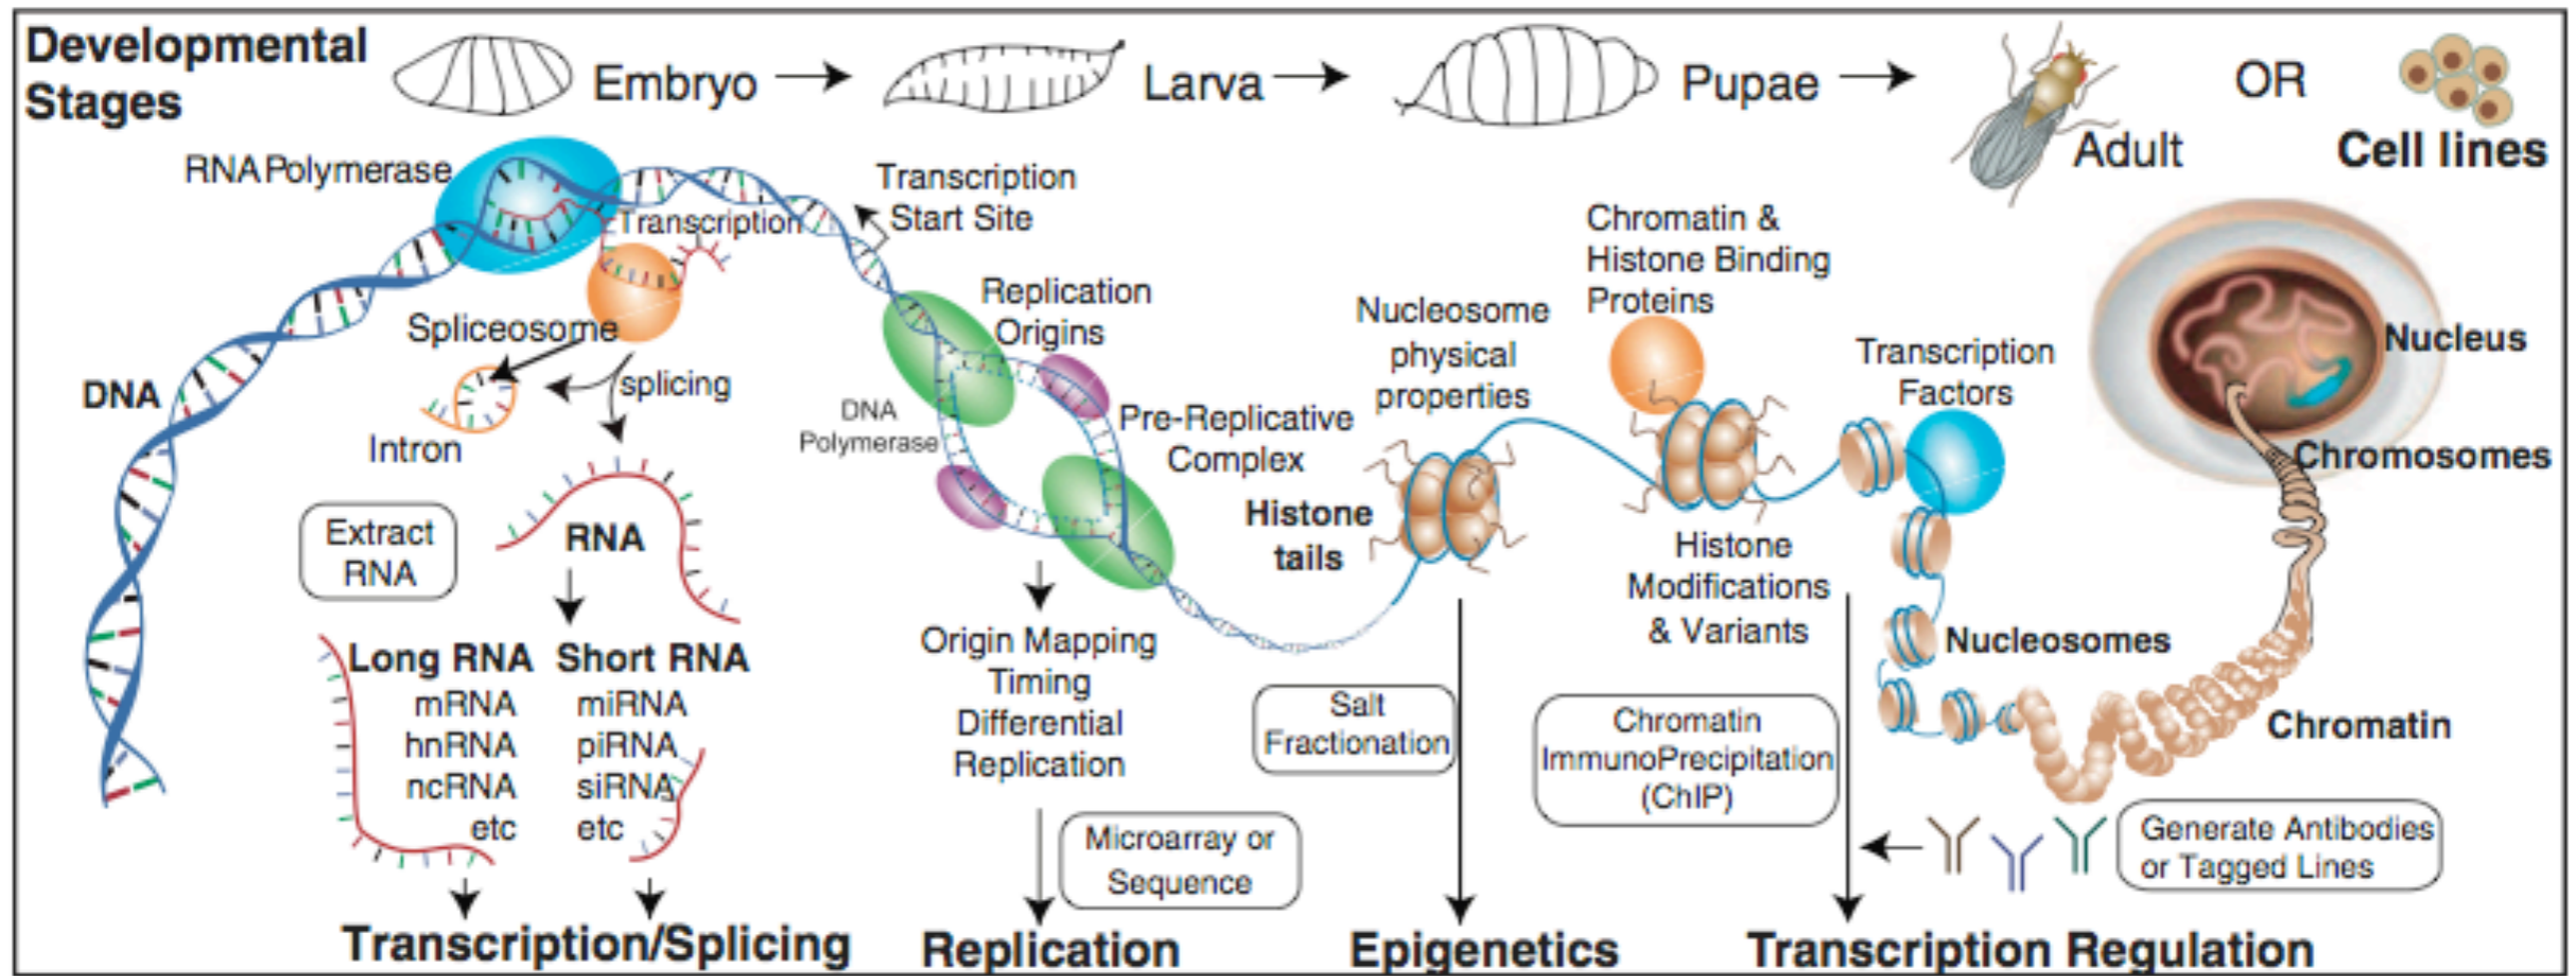 Developmental
Stages
Embryo
Larva
Pupae
Adult
OR
Cell lines
RNA Polymerase
Transcription
Transcription
Start Site
Spliceosome
splicing
Intron
DNA
Extract
RNA
RNA
Long RNA
mRNA
hnRNA
ncRNA
etc
Short RNA
miRNA
piRNA
siRNA
etc
Transcription/Splicing
Replication
Origins
DNA
Polymerase
Pre-Replicative
Complex
Origin Mapping
Timing
Differential
Replication
Microarray or
Sequence
Replication
Nucleosome
physical
properties
Histone
tails
Salt
Fractionation
Epigenetics
Chromatin &
Histone Binding
Proteins
Histone
Modifications
& Variants
Chromatin
ImmunoPrecipitation
(ChIP)
Transcription
Factors
Nucleus
Chromosomes
Nucleosomes
Chromatin
Generate Antibodies
or Tagged Lines
Transcription Regulation